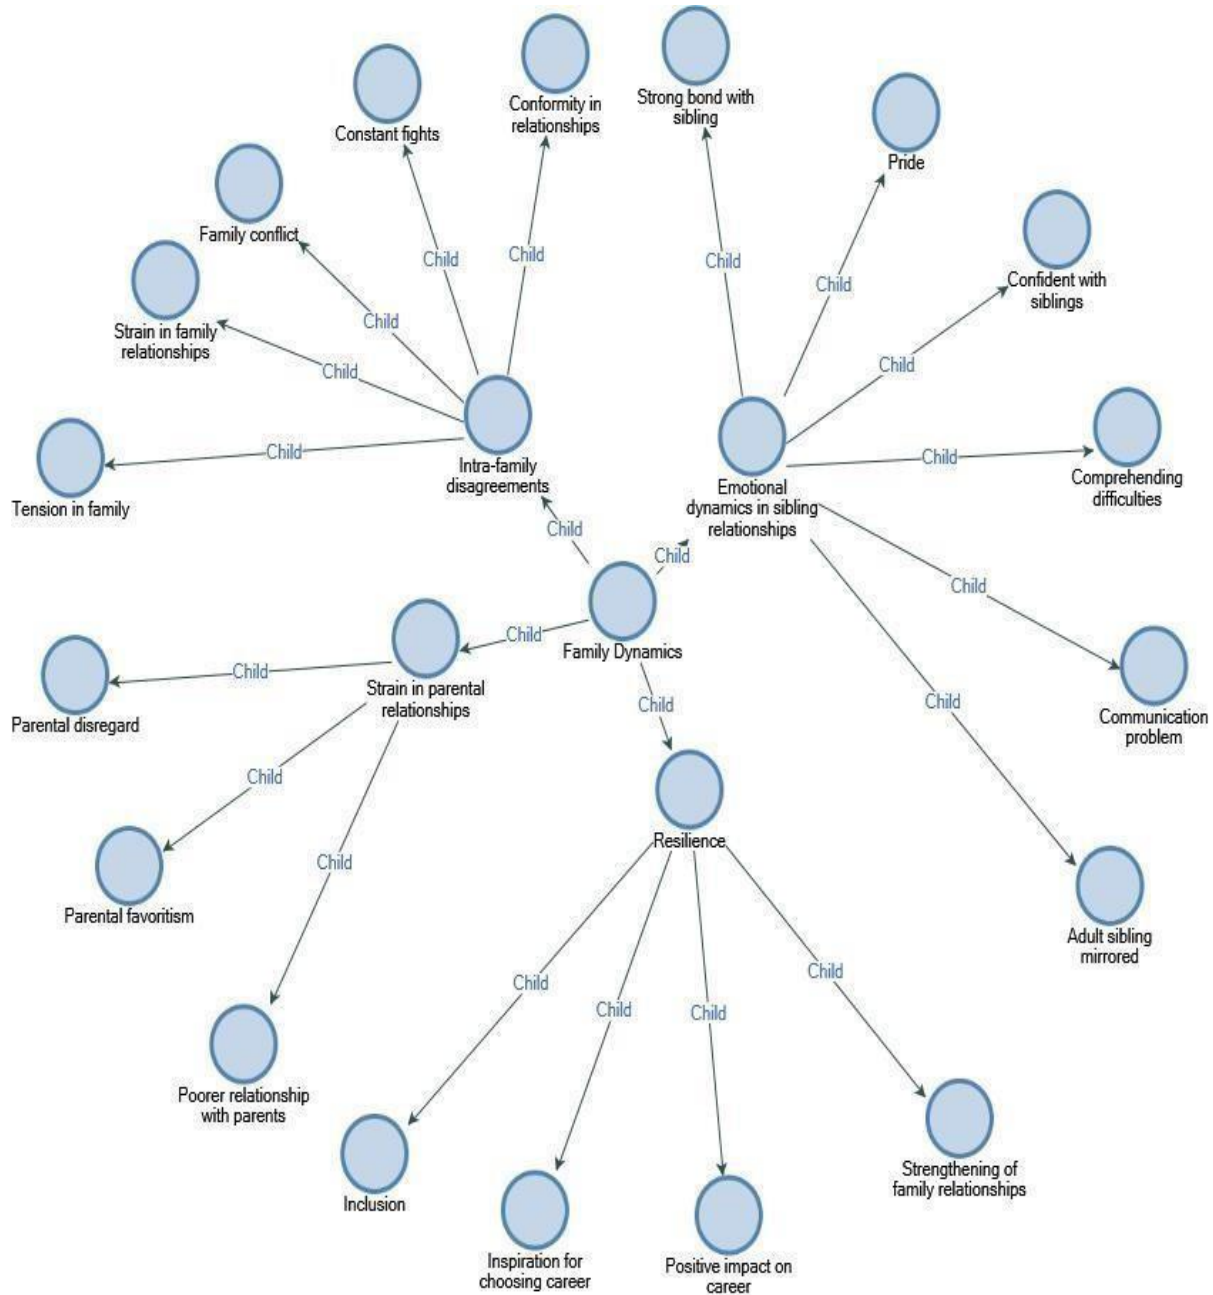 Strong bond with
sibling
Conformity in
relationships
Constant fights
Pride
Family conflict
Child
Child
Child
Child
Confident with
siblings
Strain in family
relationships
Child
Child
Child
Child
Child
Tension in family
Intra-family
disagreements
Emotional
dynamics in sibling
relationships
Comprehending
difficulties
Child
Child
Child
Child
Family Dynamics
Child
Strain in parental
relationships
Parental disregard
Child
Child
Communication
problem
Child
Child
Parental favoritism
Resilience
Child
Adult sibling
mirrored
Child
Child
Child
Child
Poorer relationship
with parents
Inclusion
Strengthening of
family relationships
Inspiration for
choosing career
Positive impact on
career